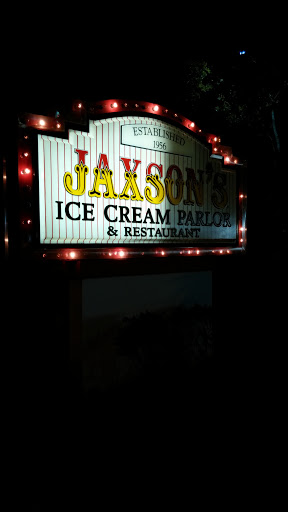 ESTABLISHED
1956
JAXSON'S
ICE CREAM PARLOR
& RESTAURANT